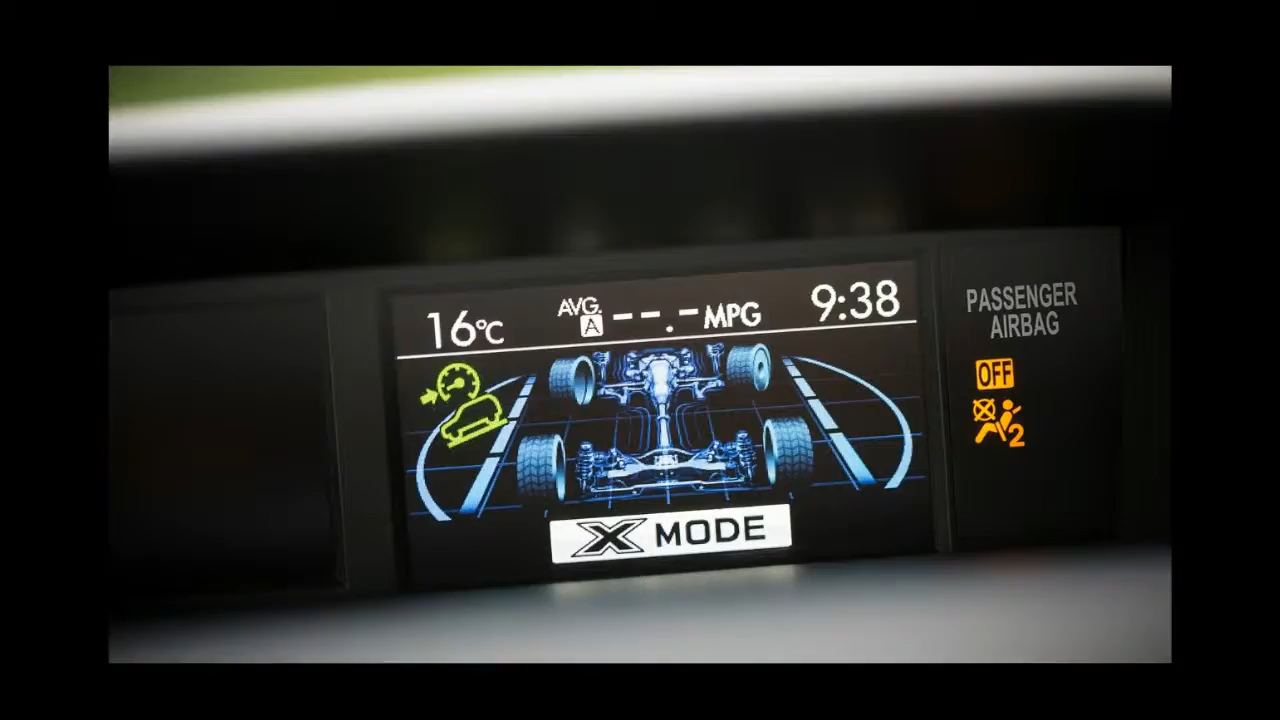 16°C AVG. A --.- MPG 9:38
X MODE
PASSENGER
AIRBAG
OFF
2